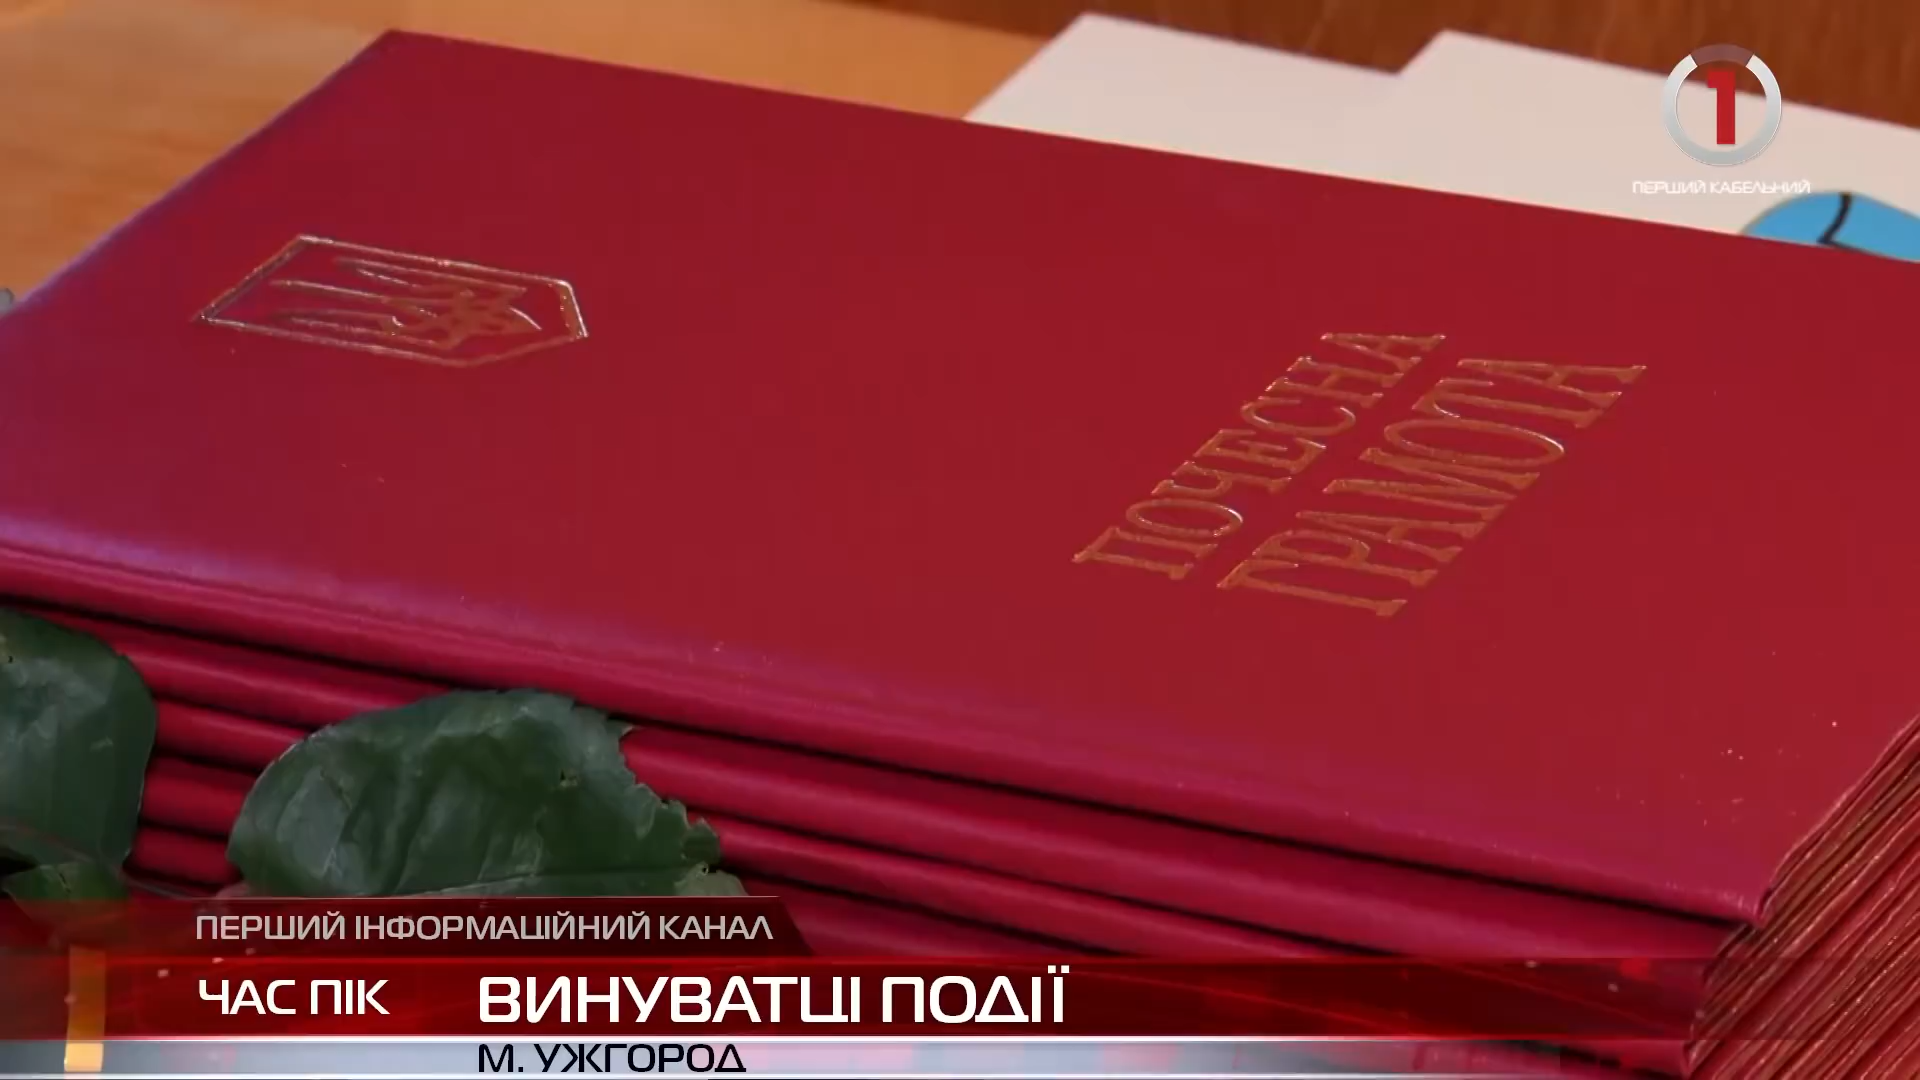 1
ПЕРШИЙ КАБЕЛЬНИЙ
ПОЧЕСНА
ГРАМОТА
ПЕРШИЙ ІНФОРМАЦІЙНИЙ КАНАЛ
ЧАС ПІК
ВИНУВАТЦІ ПОДІЇ
М. УЖГОРОД